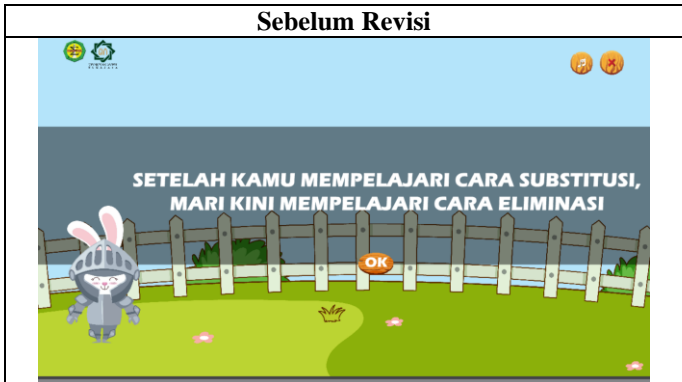 Sebelum Revisi
SETELAH KAMU MEMPELAJARI CARA SUBSTITUSI,
MARI KINI MEMPELAJARI CARA ELIMINASI
OK